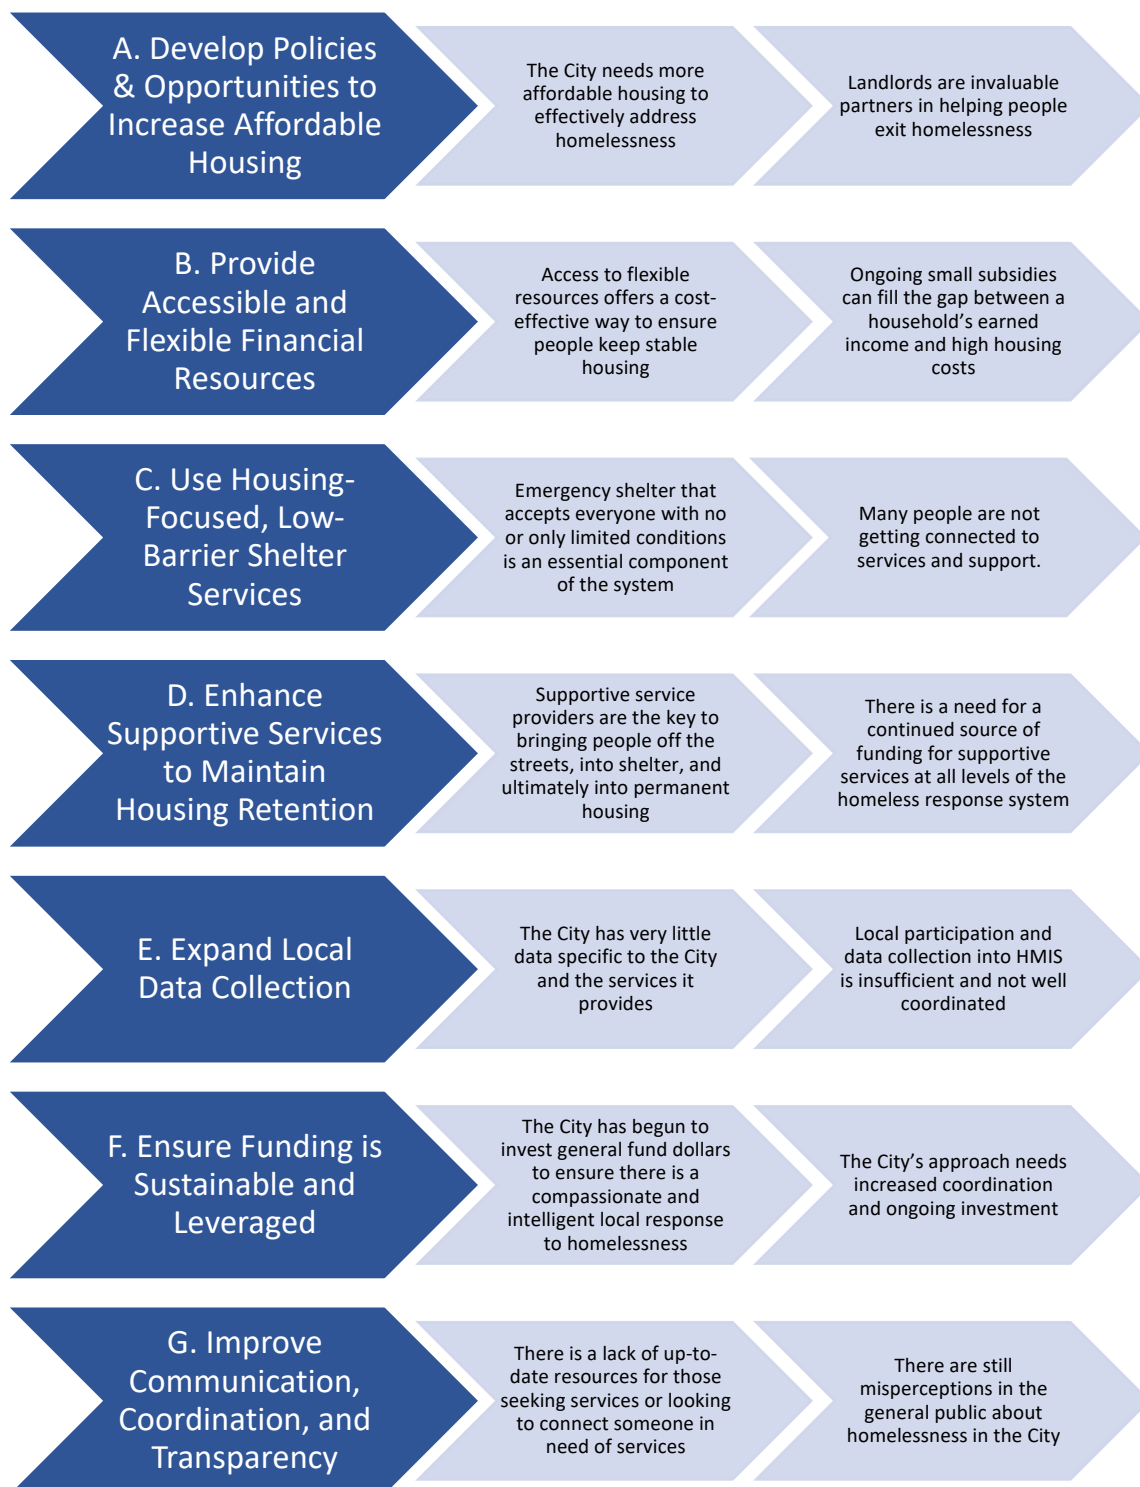 A. Develop Policies
& Opportunities to
Increase Affordable
Housing
The City needs more
affordable housing to
effectively address
homelessness
Landlords are invaluable
partners in helping people
exit homelessness
B. Provide
Accessible and
Flexible Financial
Resources
Access to flexible
resources offers a cost-
effective way to ensure
people keep stable
housing
Ongoing small subsidies
can fill the gap between a
household’s earned
income and high housing
costs
C. Use Housing-
Focused, Low-
Barrier Shelter
Services
Emergency shelter that
accepts everyone with no
or only limited conditions
is an essential component
of the system
Many people are not
getting connected to
services and support.
D. Enhance
Supportive Services
to Maintain
Housing Retention
Supportive service
providers are the key to
bringing people off the
streets, into shelter, and
ultimately into permanent
housing
There is a need for a
continued source of
funding for supportive
services at all levels of the
homeless response system
E. Expand Local
Data Collection
The City has very little
data specific to the City
and the services it
provides
Local participation and
data collection into HMIS
is insufficient and not well
coordinated
F. Ensure Funding is
Sustainable and
Leveraged
The City has begun to
invest general fund dollars
to ensure there is a
compassionate and
intelligent local response
to homelessness
The City’s approach needs
increased coordination
and ongoing investment
G. Improve
Communication,
Coordination, and
Transparency
There is a lack of up-to-
date resources for those
seeking services or looking
to connect someone in
need of services
There are still
misperceptions in the
general public about
homelessness in the City